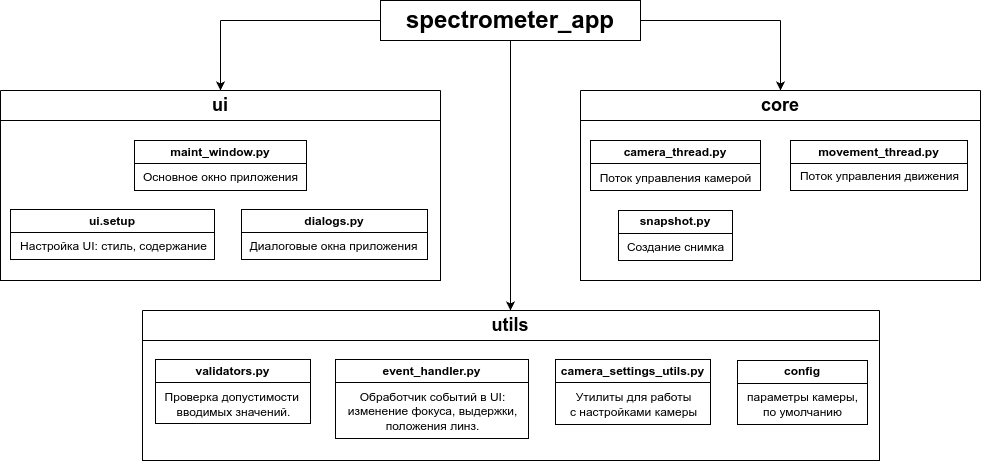 spectrometer_app
ui
maint_window.py
Основное окно приложения
ui.setup
Настройка UI: стиль, содержание
dialogs.py
Диалоговые окна приложения
core
camera_thread.py
Поток управления камерой
movement_thread.py
Поток управления движения
snapshot.py
Создание снимка
utils
validators.py
Проверка допустимости
вводимых значений.
event_handler.py
Обработчик событий в UI:
изменение фокуса, выдержки,
положения линз.
camera_settings_utils.py
Утилиты для работы
с настройками камеры
config
параметры камеры,
по умолчанию